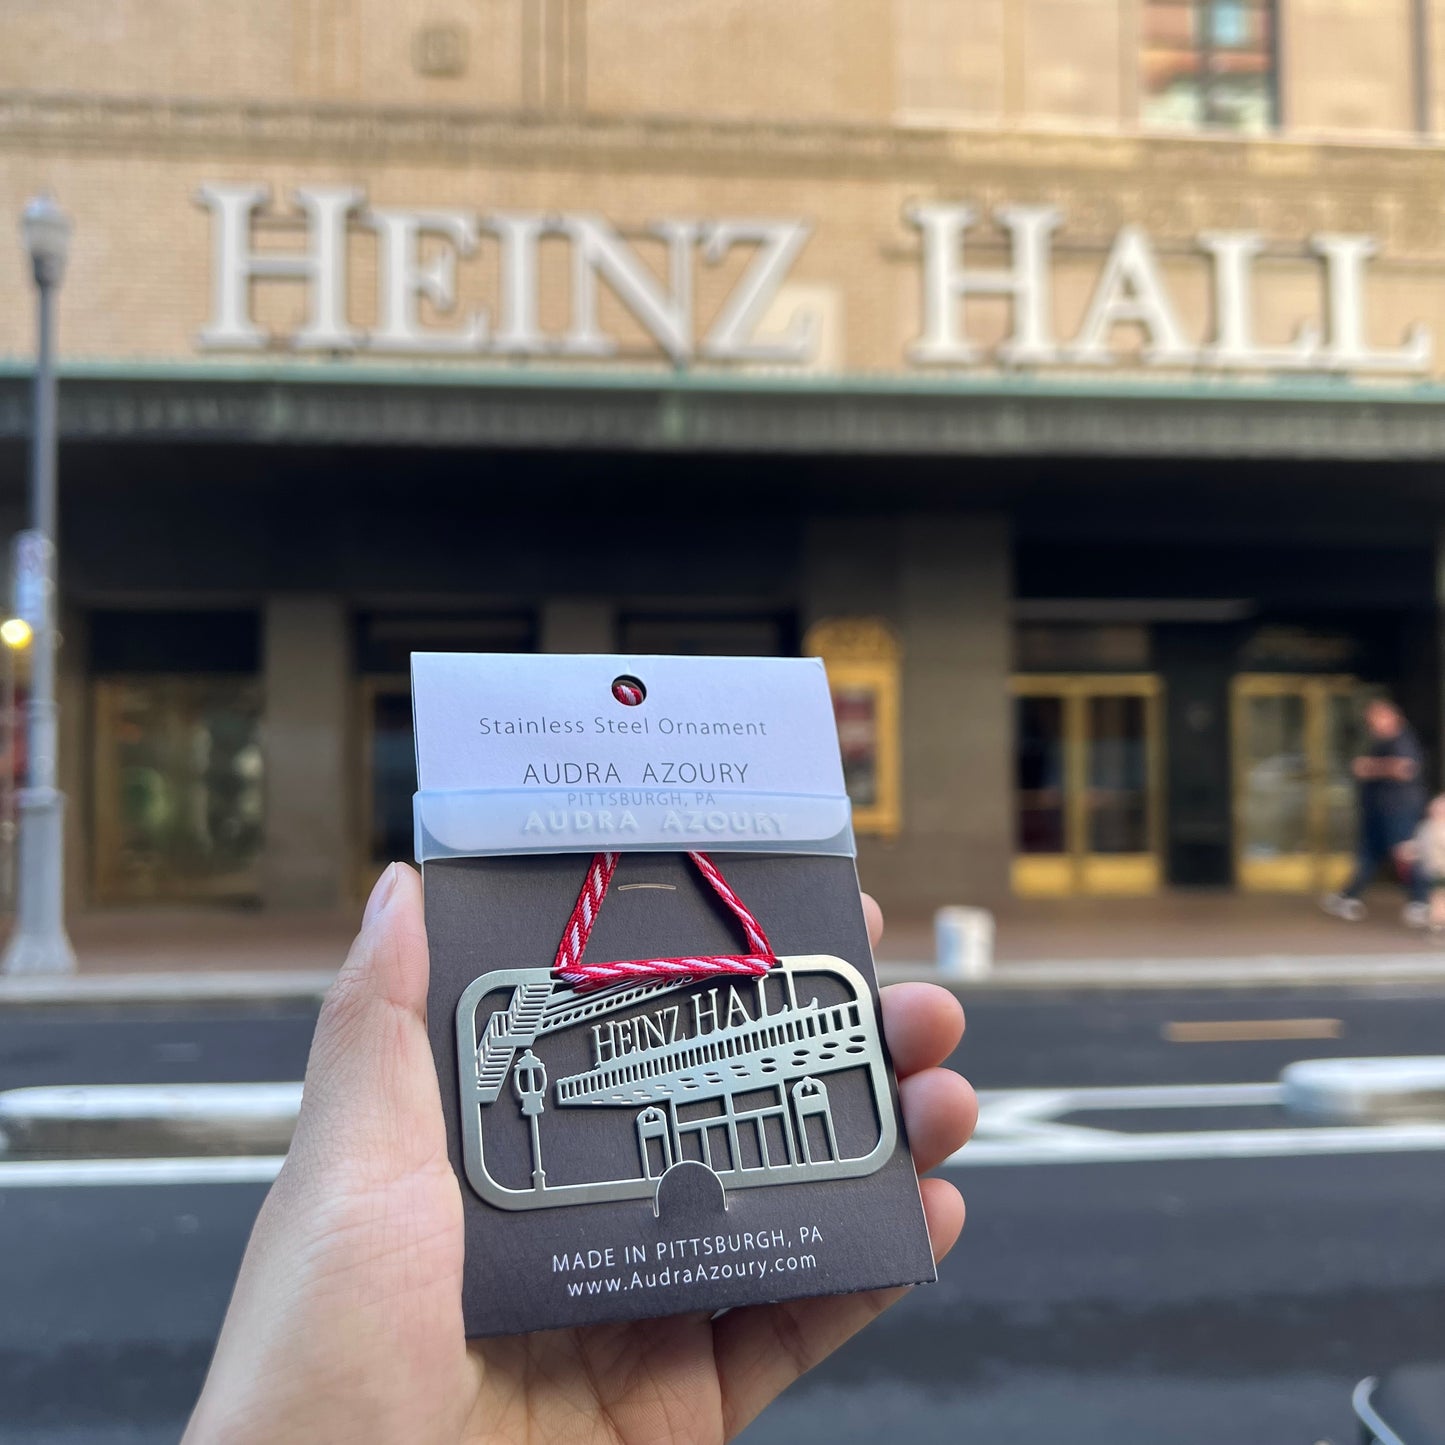 HEINZ HALL
Stainless Steel Ornament
AUDRA AZOURY
PITTSBURGH, PA
AUDRA AZOURY
HEINZ HALL
MADE IN PITTSBURGH, PA
www.AudraAzoury.com